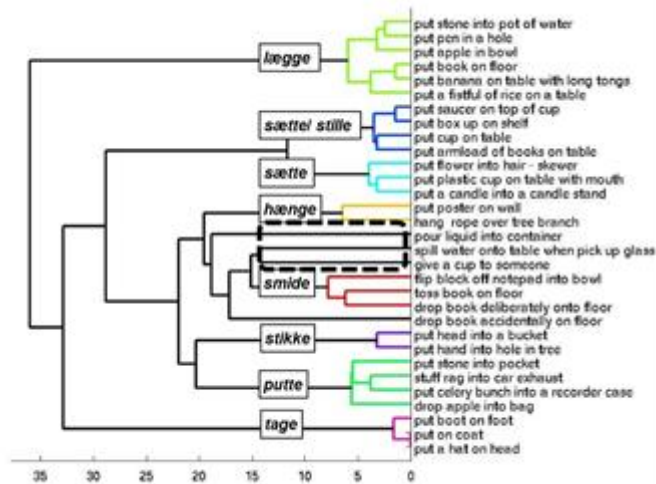 put stone into pot of water
put pen in a hole
put apple in bowl
lægge
put book on floor
put banana on table with long tongs
put a fistful of rice on a table
put saucer on top of cup
sætte/ stille
put box up on shelf
put cup on table
put armload of books on table
put flower into hair - skewer
sætte
put plastic cup on table with mouth
put a candle into a candle stand
hænge
put poster on wall
hang rope over tree branch
pour liquid into container
spill water onto table when pick up glass
give a cup to someone
smide
flip block off notepad into bowl
toss book on floor
drop book deliberately onto floor
drop book accidentally on floor
stikke
put head into a bucket
put hand into hole in tree
put stone into pocket
stuff rag into car exhaust
putte
put celery bunch into a recorder case
drop apple into bag
tage
put boot on foot
put on coat
put a hat on head
35 30 25 20 15 10 5 0